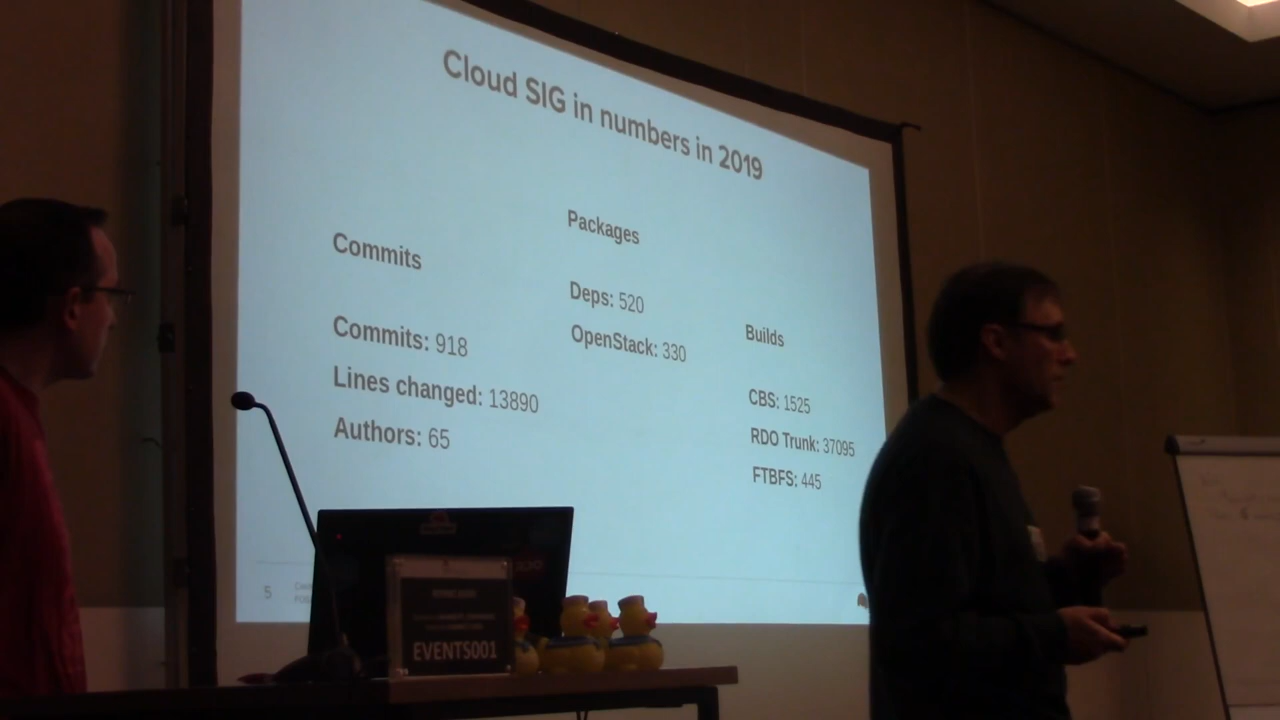 Cloud SIG in numbers in 2019
Commits
Commits: 918
Lines changed: 13890
Authors: 65
Packages
Deps: 520
OpenStack: 330
Builds
CBS: 1525
RDO Trunk: 37095
FTBFS: 445
5
EVENTS001